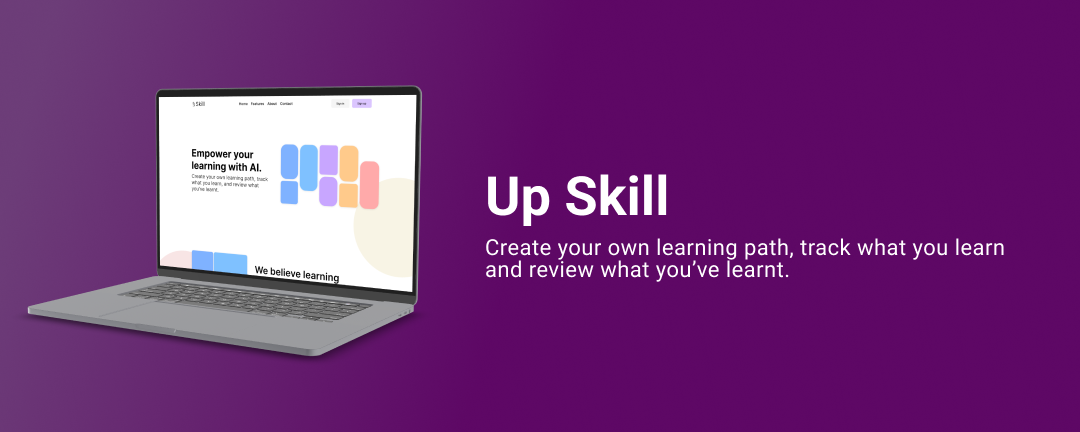 Skill
Home Features About Contact
Sign in
Sign up
Empower your
learning with AI.
Create your own learning path, track
what you learn, and review what
you've learnt.
We believe learning
Up Skill
Create your own learning path, track what you learn
and review what you’ve learnt.